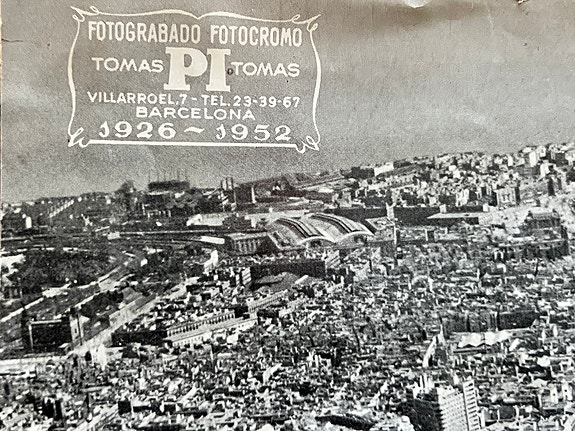 FOTOGRABADO FOTOCROMO
TOMAS PI TOMAS
VILLARROEL,7-TEL.23-39-67
BARCELONA
1926~1952